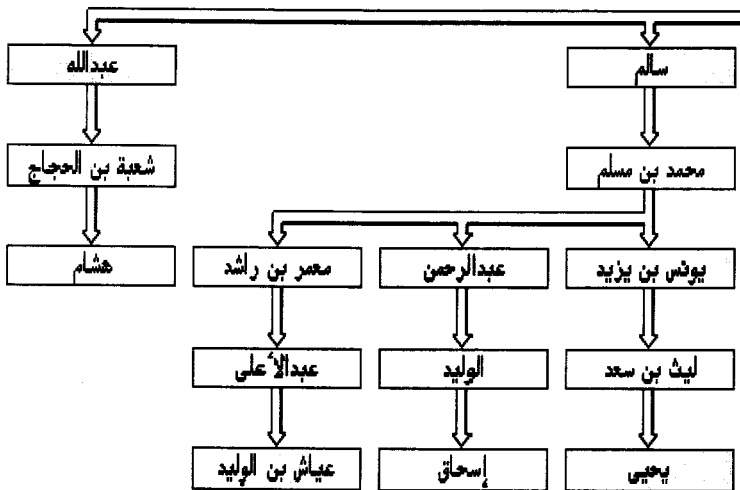 سالم
عبدالله
محمد بن مسلم
شعبة بن الحجاج
يونس بن يزيد
عبدالرحمن
معمر بن راشد
هشام
ليث بن سعد
الوليد
عبدالأعلى
يحيى
إسحاق
عياش بن الوليد